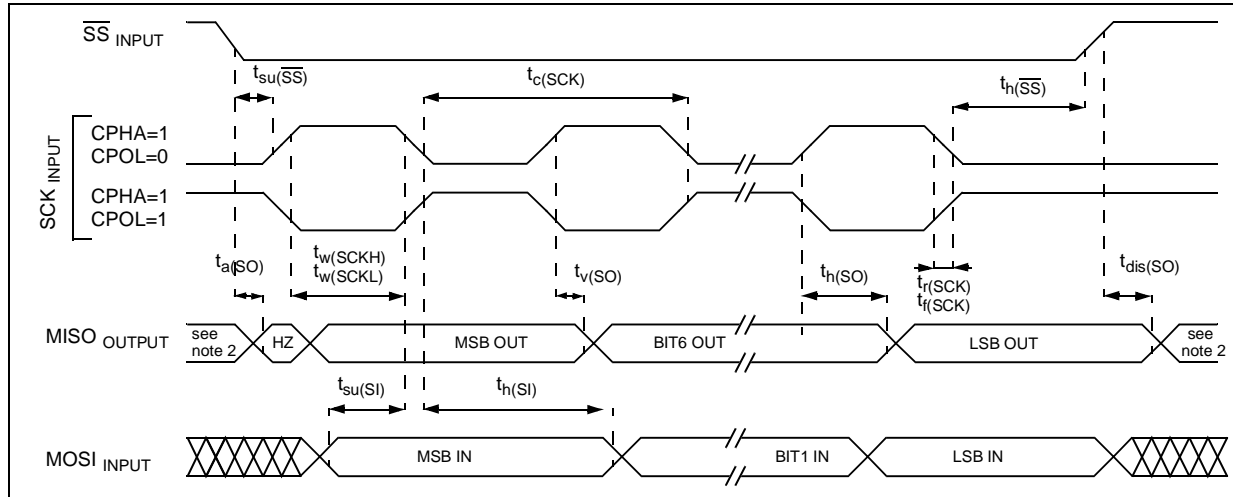 SS INPUT
tsu(SS)
tc(SCK)
th(SS)
SCK INPUT
CPHA=1
CPOL=0
CPHA=1
CPOL=1
ta(SO)
tw(SCKH)
tw(SCKL)
tv(SO)
th(SO)
tr(SCK)
tf(SCK)
tdis(SO)
MISO OUTPUT
see
note 2
HZ
MSB OUT
BIT6 OUT
LSB OUT
see
note 2
tsu(SI)
th(SI)
MOSI INPUT
MSB IN
BIT1 IN
LSB IN